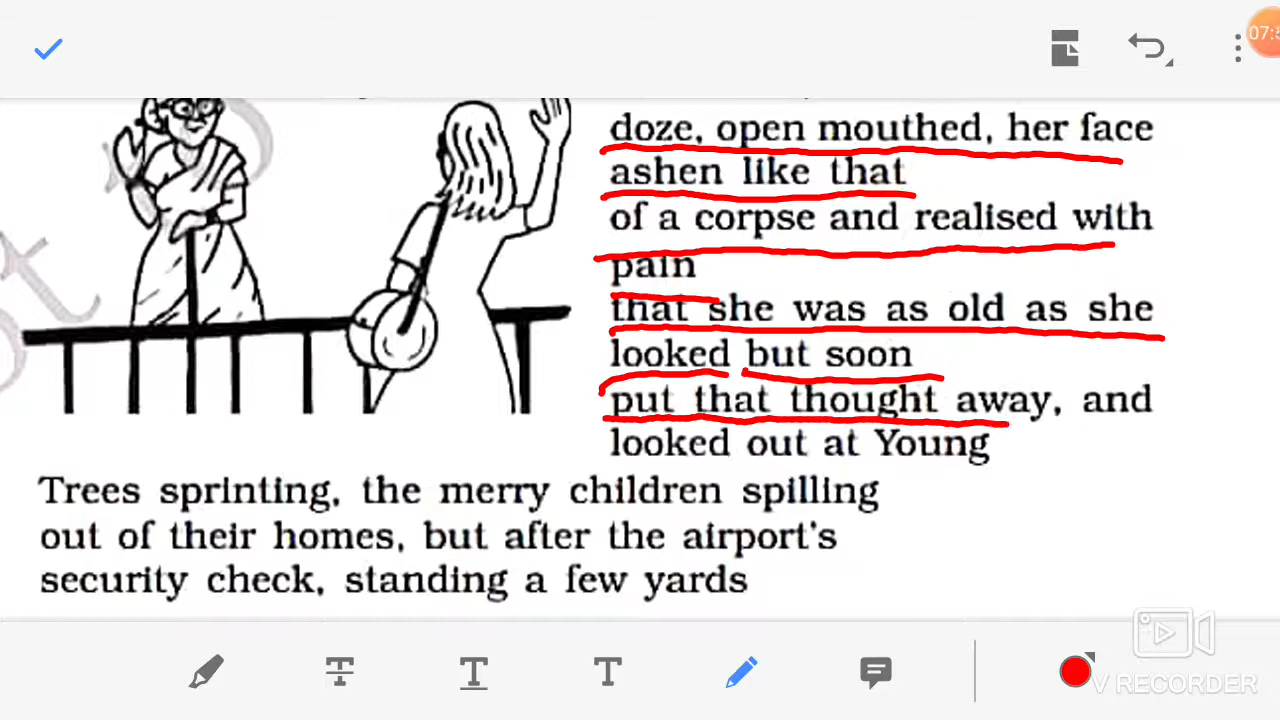 07:5
doze, open mouthed, her face
ashen like that
of a corpse and realised with
pain
that she was as old as she
looked but soon
put that thought away, and
looked out at Young
Trees sprinting, the merry children spilling
out of their homes, but after the airport's
security check, standing a few yards
T T T
V RECORDER